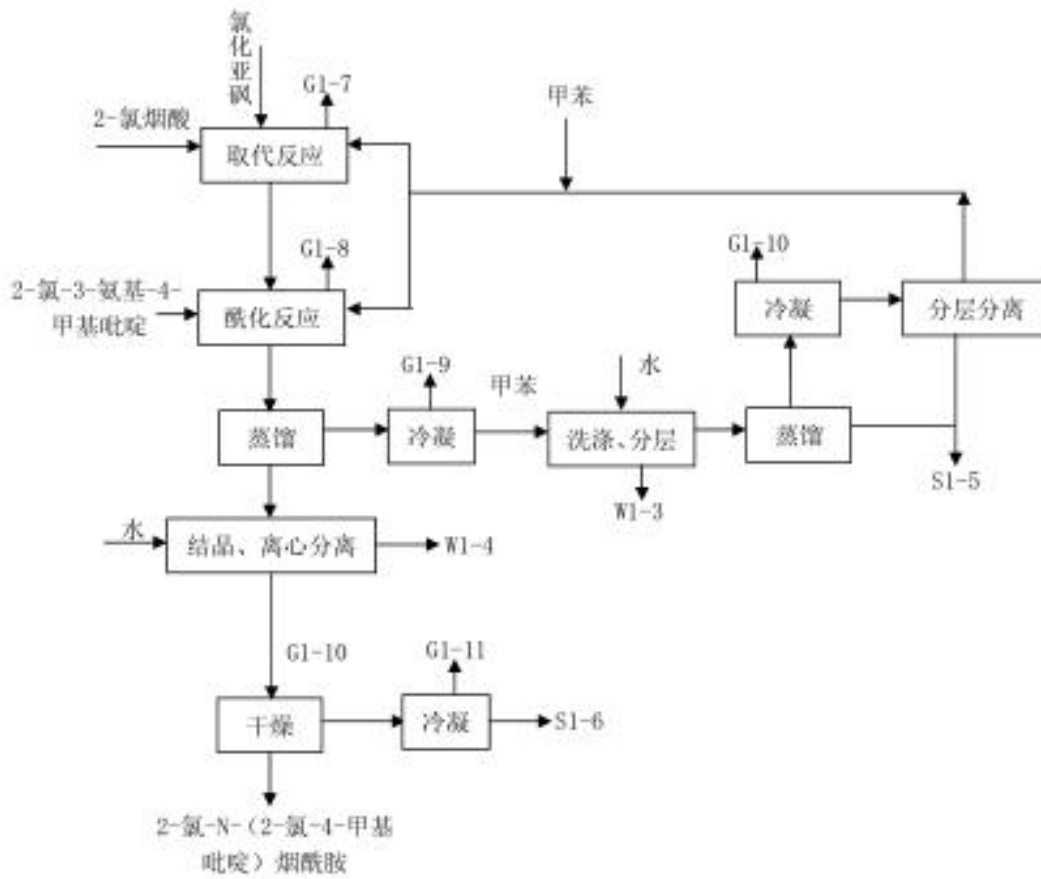 氯化亚砜
G1-7
甲苯
2-氯烟酸
取代反应
G1-8
G1-10
2-氯-3-氨基-4-
甲基吡啶
酰化反应
冷凝
分层分离
G1-9
甲苯
水
蒸馏
冷凝
洗涤、分层
蒸馏
S1-5
W1-3
水
结晶、离心分离
W1-4
G1-10
G1-11
干燥
冷凝
S1-6
2-氯-N-（2-氯-4-甲基
吡啶）烟酰胺